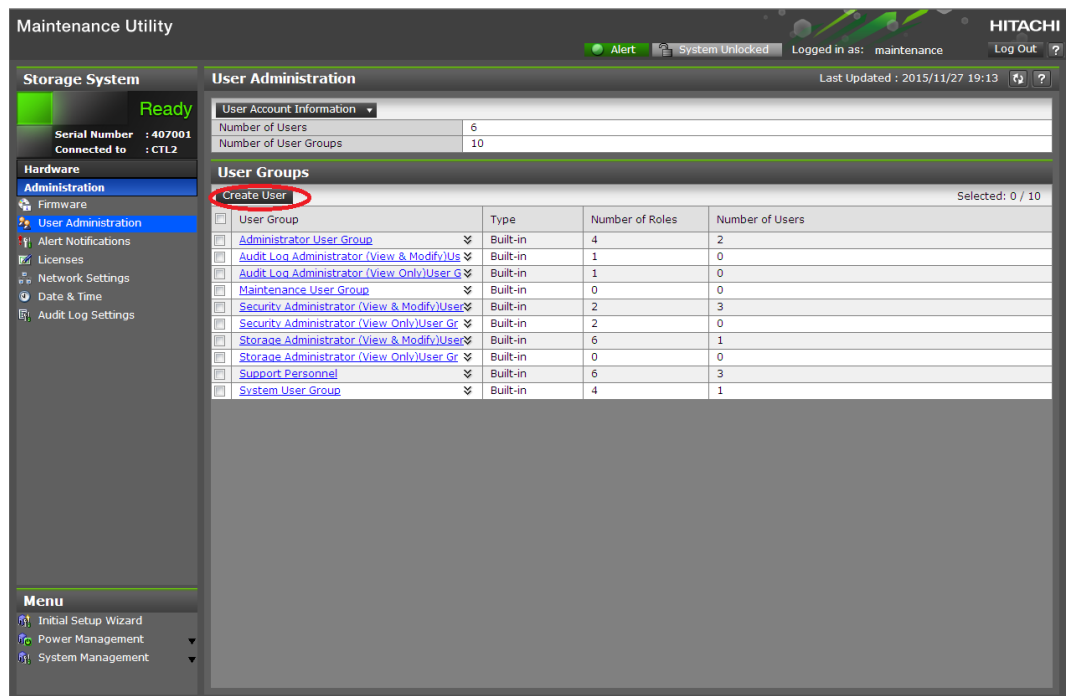 Maintenance Utility
HITACHI
Alert System Unlocked Logged in as: maintenance Log Out ?
Storage System
Ready
Serial Number : 407001
Connected to : CTL2
Hardware
Administration
Firmware
User Administration
Alert Notifications
Licenses
Network Settings
Date & Time
Audit Log Settings
Menu
Initial Setup Wizard
Power Management
System Management
User Administration Last Updated : 2015/11/27 19:13 ?
User Account Information
Number of Users 6
Number of User Groups 10
User Groups
Create User Selected: 0 / 10
User Group Type Number of Roles Number of Users
Administrator User Group Built-in 4 2
Audit Log Administrator (View & Modify)Us Built-in 1 0
Audit Log Administrator (View Only)User G Built-in 1 0
Maintenance User Group Built-in 0 0
Security Administrator (View & Modify)User Built-in 2 3
Security Administrator (View Only)User Gr Built-in 2 0
Storage Administrator (View & Modify)User Built-in 6 1
Storage Administrator (View Only)User Gr Built-in 0 0
Support Personnel Built-in 6 3
System User Group Built-in 4 1